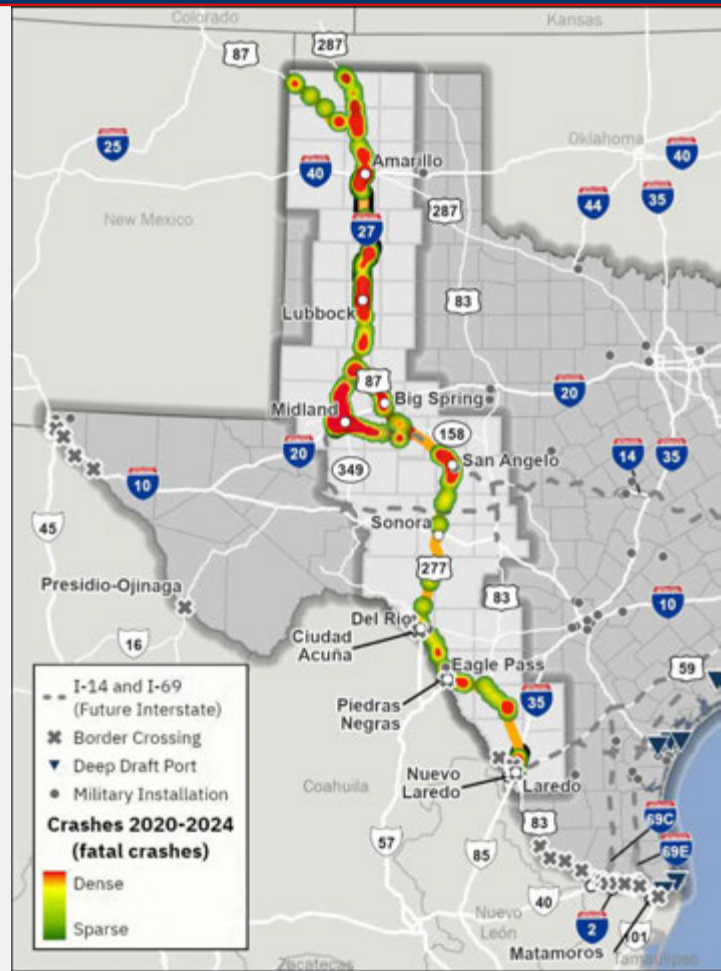 Colorado
Kansas
87
287
25
Oklahoma
40
Amarillo
40
44
35
New Mexico
287
27
83
Lubbock
87
Big Spring
20
Midland
158
San Angelo
14
35
20
349
10
45
Sonora
277
Presidio-Ojinaga
83
10
Del Rio
Ciudad
Acuña
16
59
Eagle Pass
35
Piedras
Negras
Coahuila
Nuevo
Laredo
Laredo
83
69C
57
85
69E
40
Nuevo
León
2
101
Matamoros
Tamaulipas
Zacatecas
I-14 and I-69
(Future Interstate)
Border Crossing
Deep Draft Port
Military Installation
Crashes 2020-2024
(fatal crashes)
Dense
Sparse